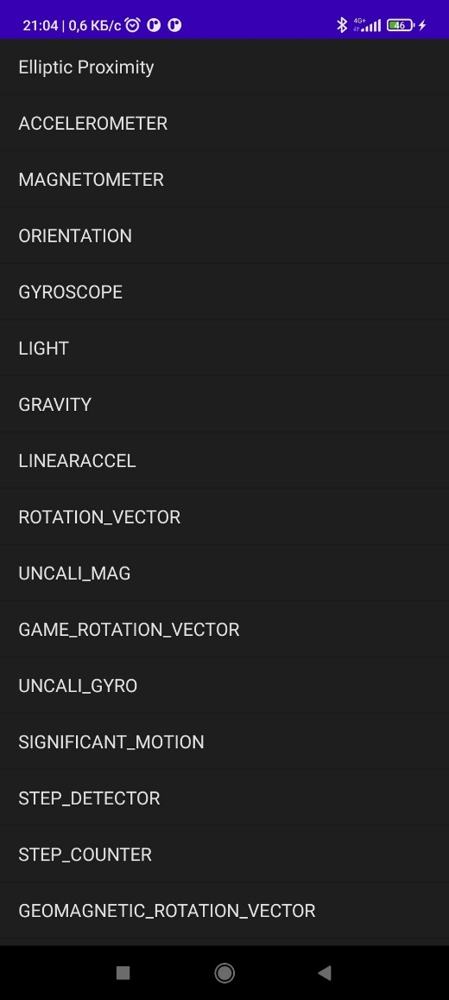 21:04 | 0,6 КБ/с 4G+ 46
Elliptic Proximity
ACCELEROMETER
MAGNETOMETER
ORIENTATION
GYROSCOPE
LIGHT
GRAVITY
LINEARACCEL
ROTATION_VECTOR
UNCALI_MAG
GAME_ROTATION_VECTOR
UNCALI_GYRO
SIGNIFICANT_MOTION
STEP_DETECTOR
STEP_COUNTER
GEOMAGNETIC_ROTATION_VECTOR